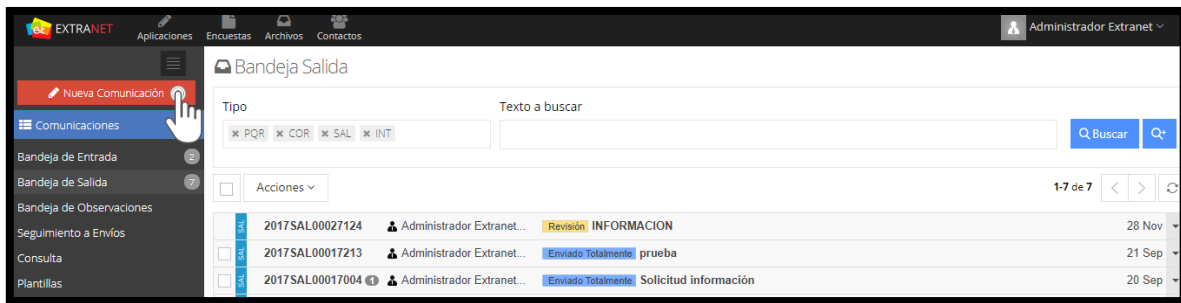 ec EXTRANET Aplicaciones Encuestas Archivos Contactos Administrador Extranet
Nueva Comunicación
Comunicaciones
Bandeja de Entrada 2
Bandeja de Salida 7
Bandeja de Observaciones
Seguimiento a Envíos
Consulta
Plantillas
Bandeja Salida
Tipo Texto a buscar
× PQR × COR × SAL × INT Buscar
Acciones 1-7 de 7
SAL 2017SAL00027124 Administrador Extranet... Revisión INFORMACION 28 Nov
SAL 2017SAL00017213 Administrador Extranet... Enviado Totalmente prueba 21 Sep
SAL 2017SAL00017004 1 Administrador Extranet... Enviado Totalmente Solicitud información 20 Sep